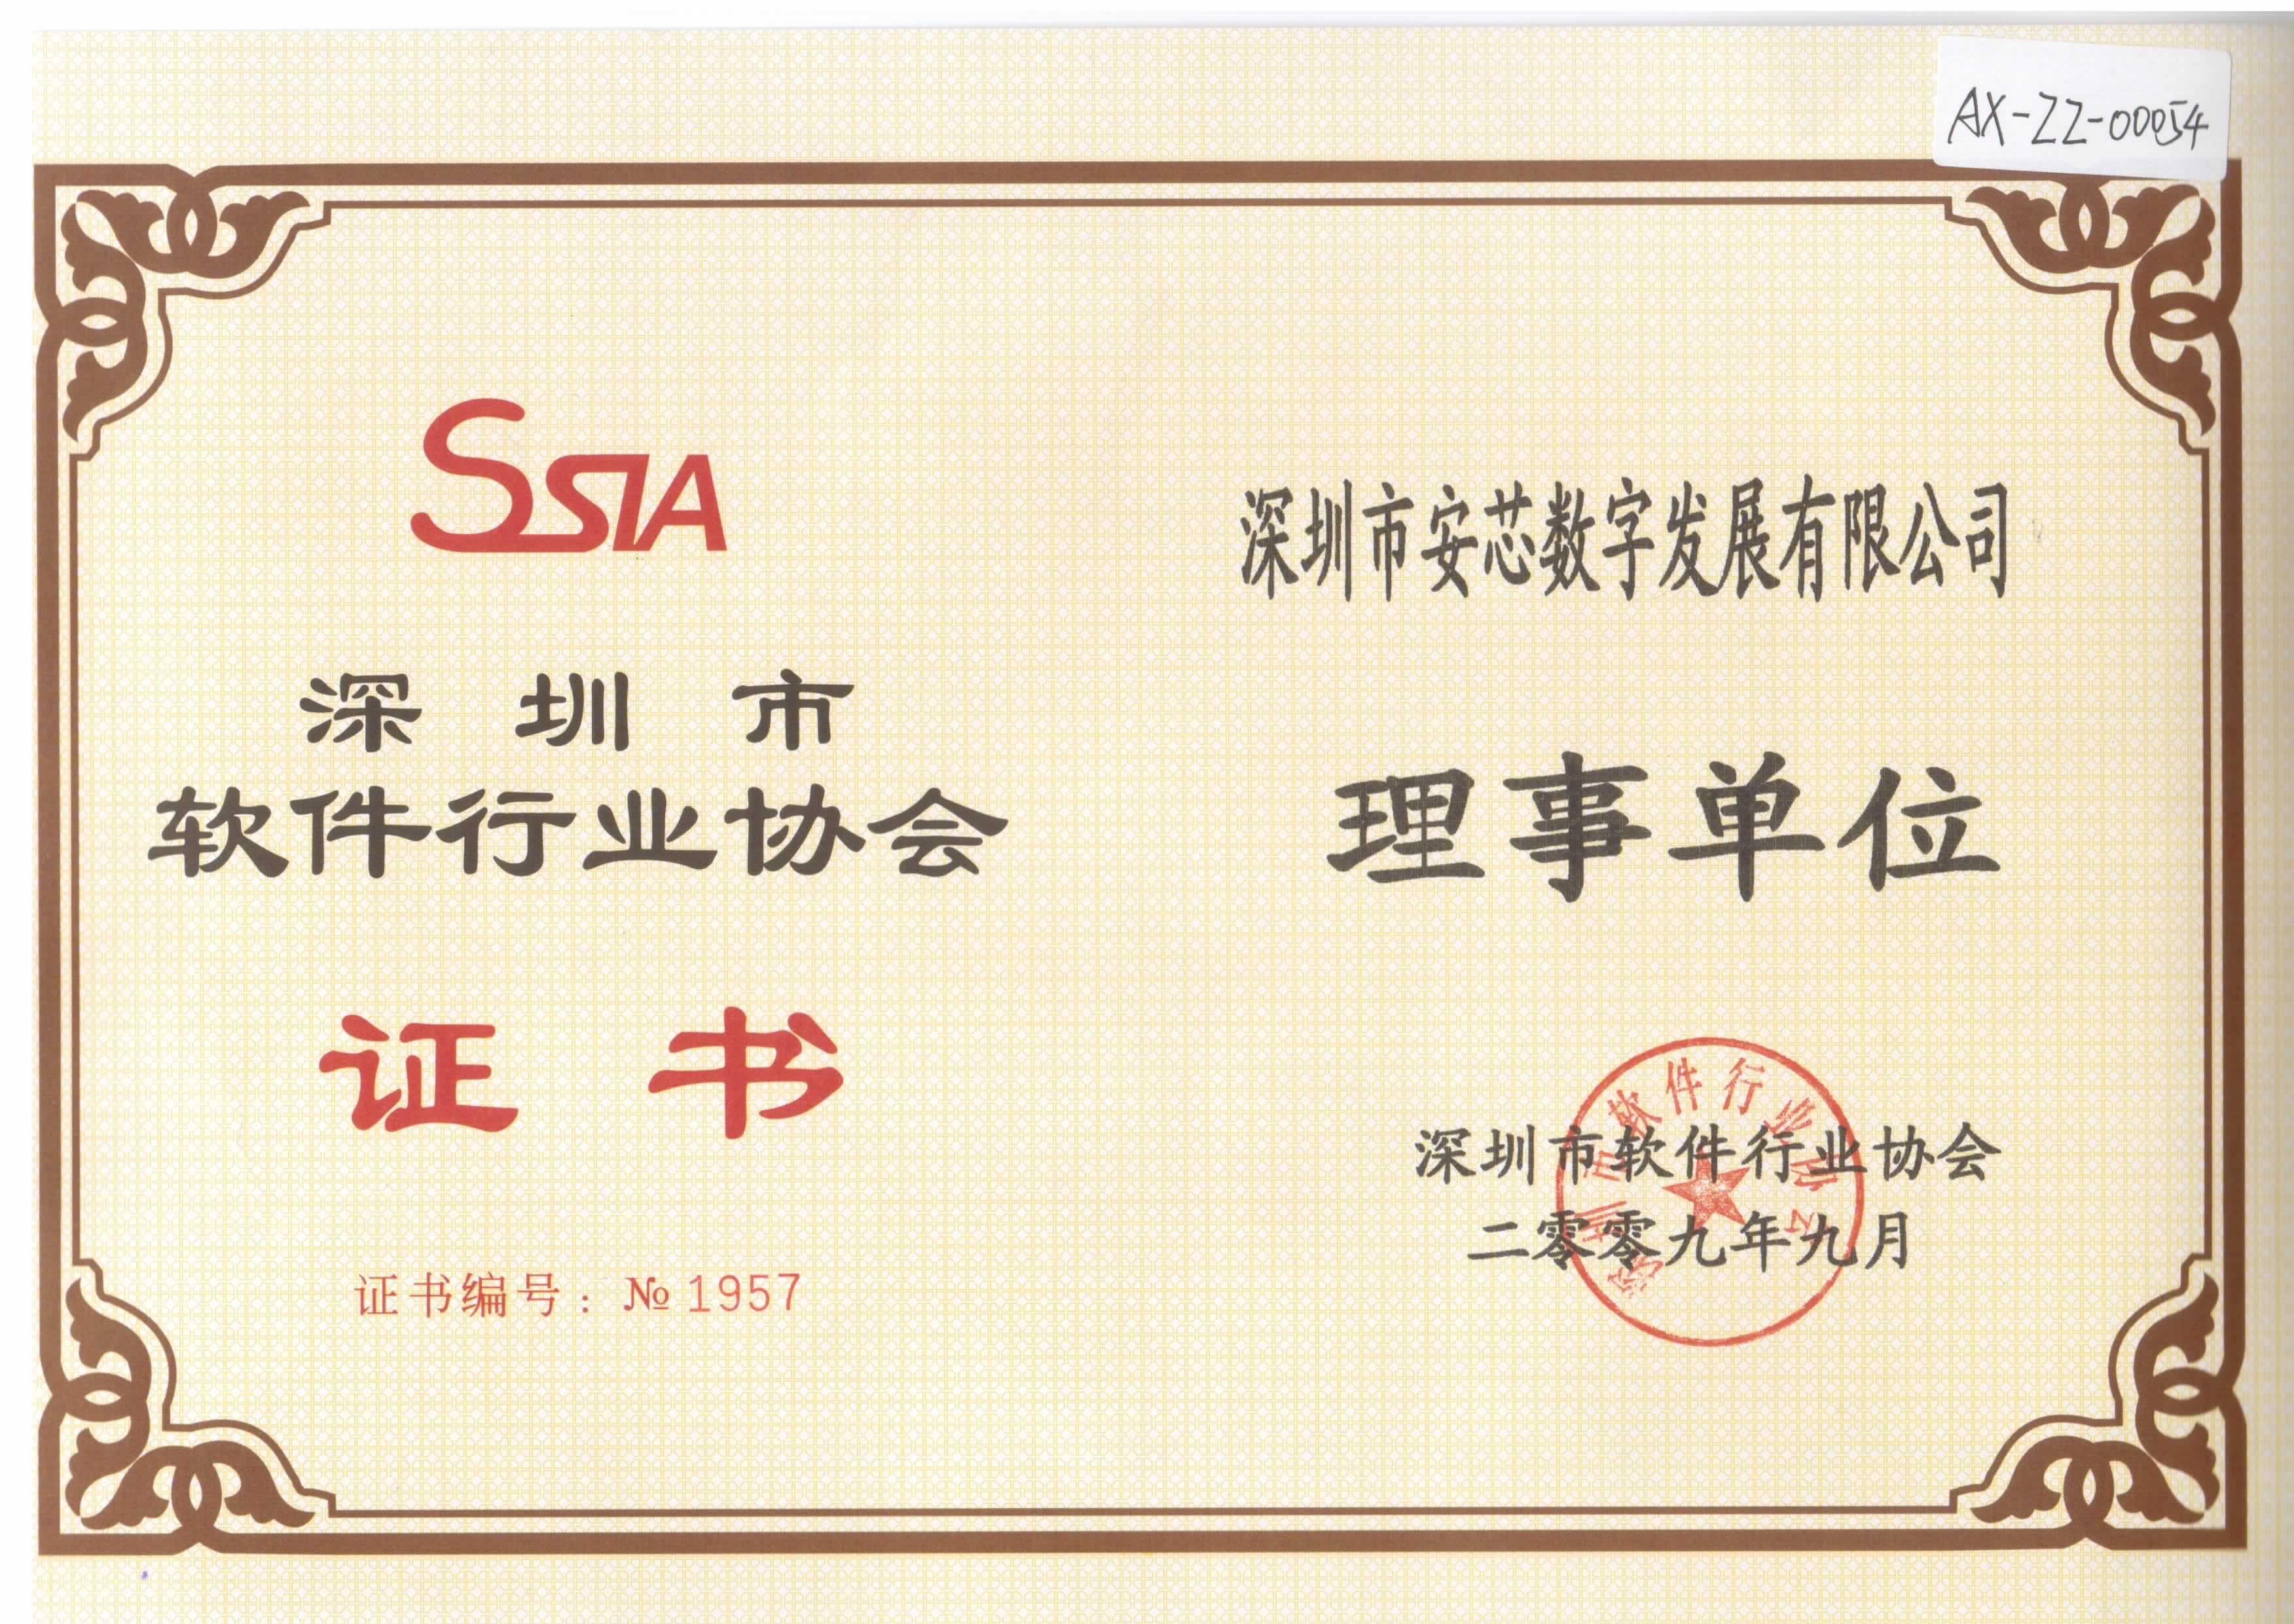 AX-ZZ-00054
SSIA
深圳市
软件行业协会
证书
证书编号：№ 1957
深圳市安芯数字发展有限公司
理事单位
深圳市软件行业协会
二零零九年九月
深圳市软件行业协会